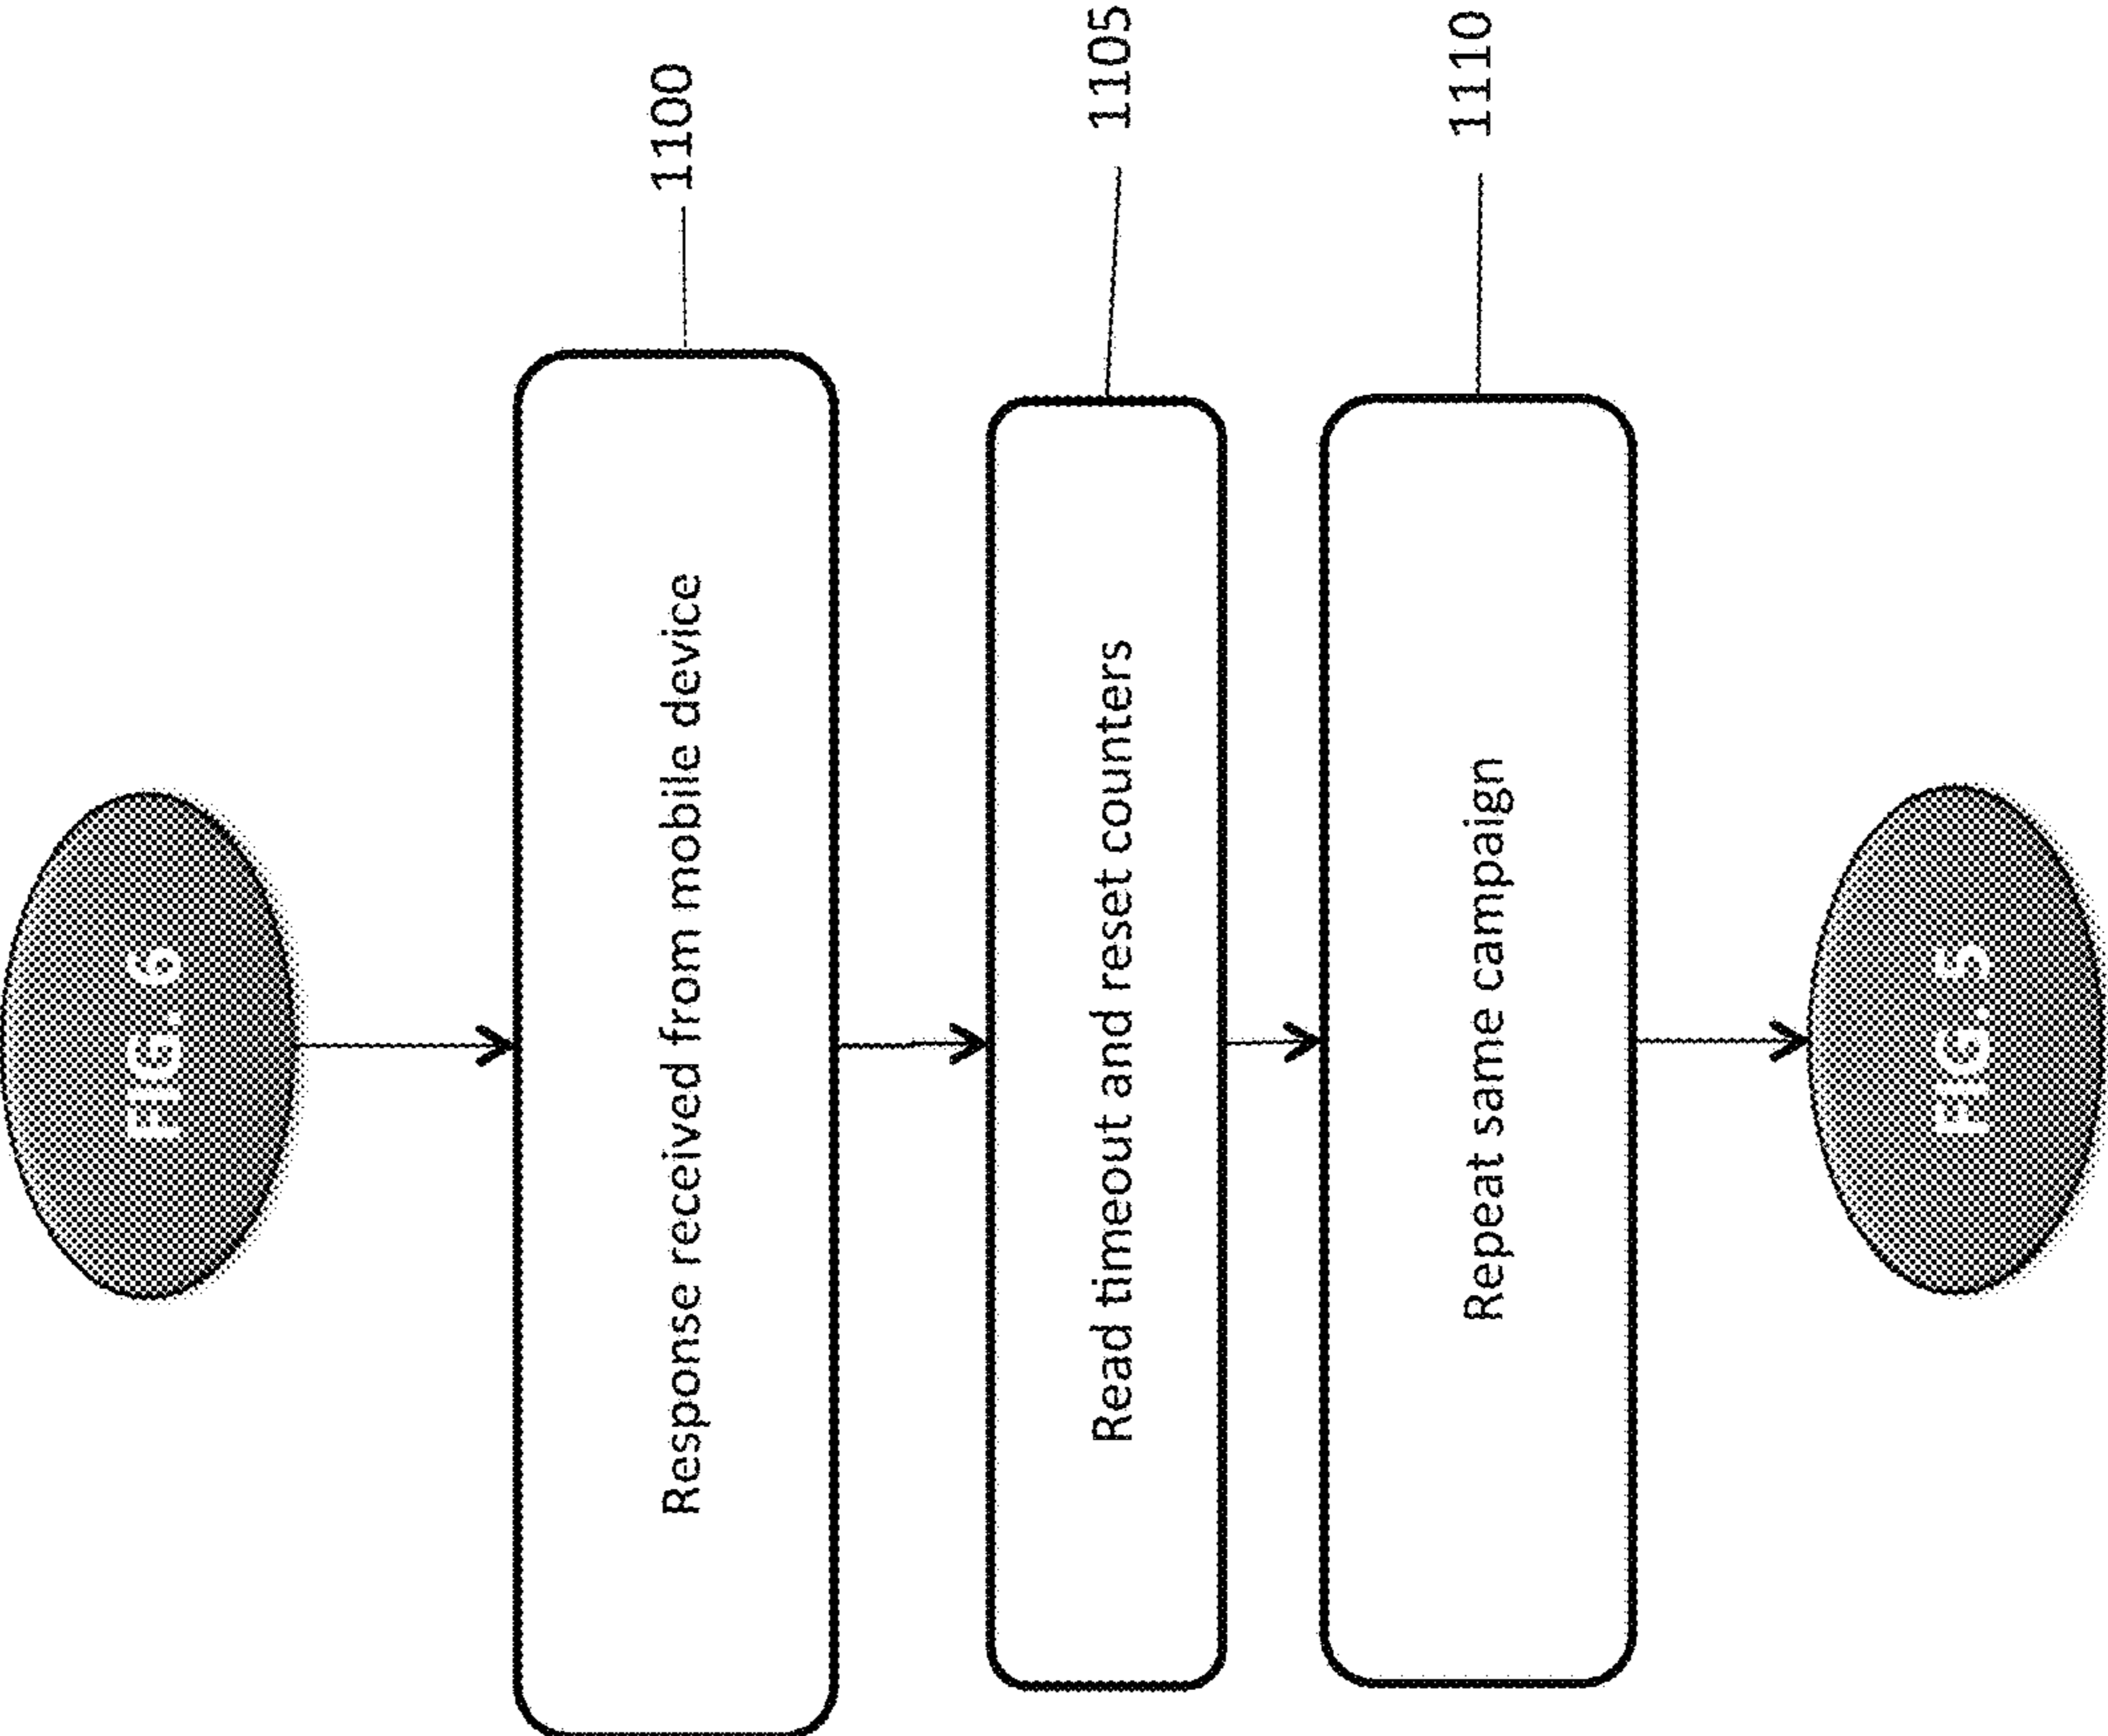 FIG. 6
Response received from mobile device
1100
Read timeout and reset counters
1105
Repeat same campaign
1110
FIG. 5